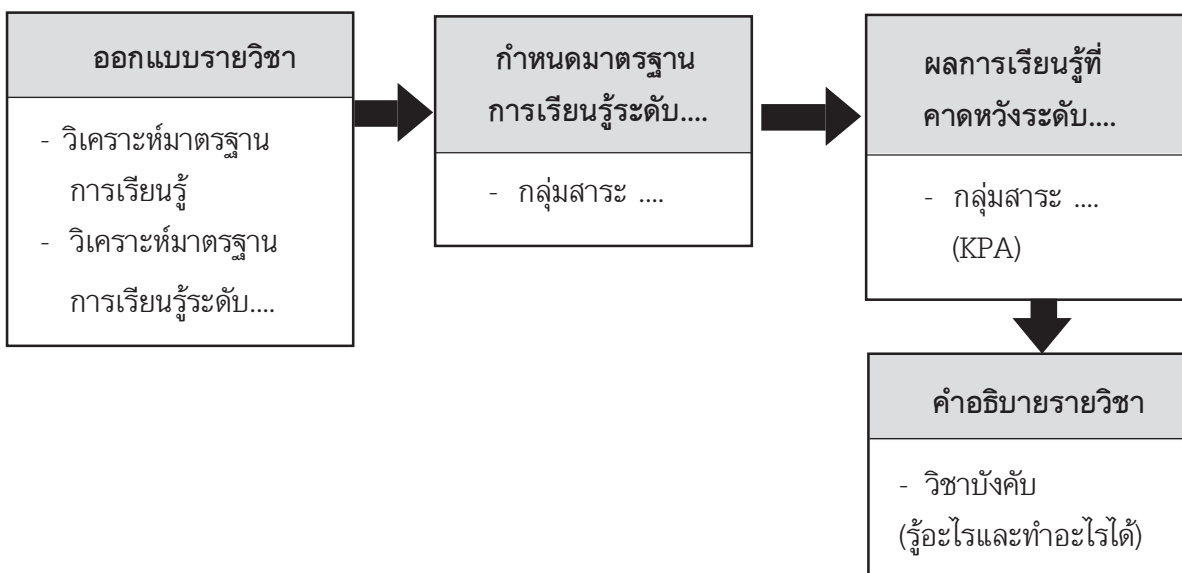 ออกแบบรายวิชา
- วิเคราะห์มาตรฐาน
การเรียนรู้
- วิเคราะห์มาตรฐาน
การเรียนรู้ระดับ....
กำหนดมาตรฐาน
การเรียนรู้ระดับ....
- กลุ่มสาระ ....
ผลการเรียนรู้ที่
คาดหวังระดับ....
- กลุ่มสาระ ....
(KPA)
คำอธิบายรายวิชา
- วิชาบังคับ
(รู้อะไรและทำอะไรได้)